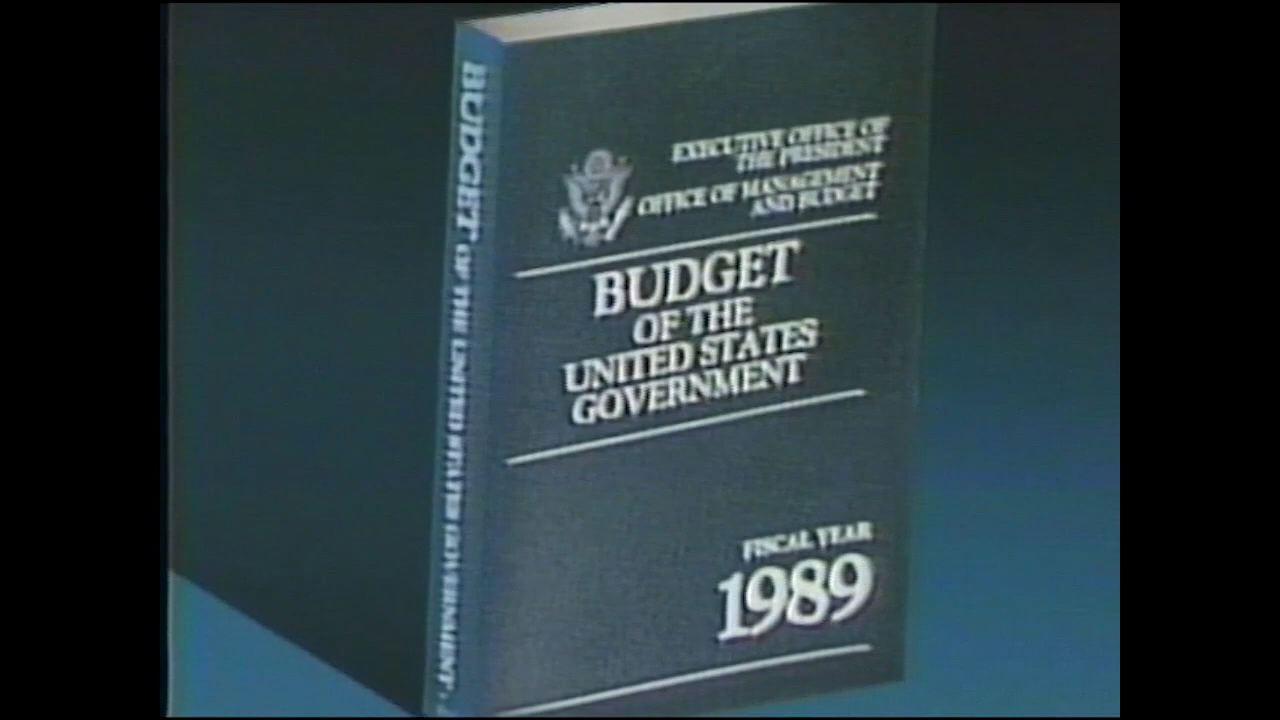 BUDGET OF THE UNITED STATES GOVERNMENT
EXECUTIVE OFFICE OF
THE PRESIDENT
OFFICE OF MANAGEMENT
AND BUDGET
BUDGET
OF THE
UNITED STATES
GOVERNMENT
FISCAL YEAR
1989